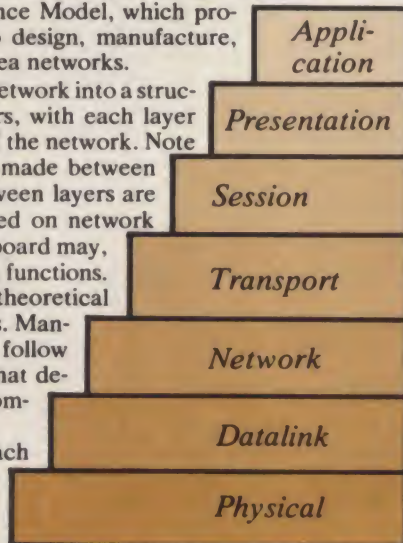 nce Model, which pro-
design, manufacture,
ea networks.
etwork into a struc-
rs, with each layer
the network. Note
made between
ween layers are
ed on network
board may,
functions.
theoretical
s. Man-
follow
hat de-
om-
ach
Appli-
cation
Presentation
Session
Transport
Network
Datalink
Physical